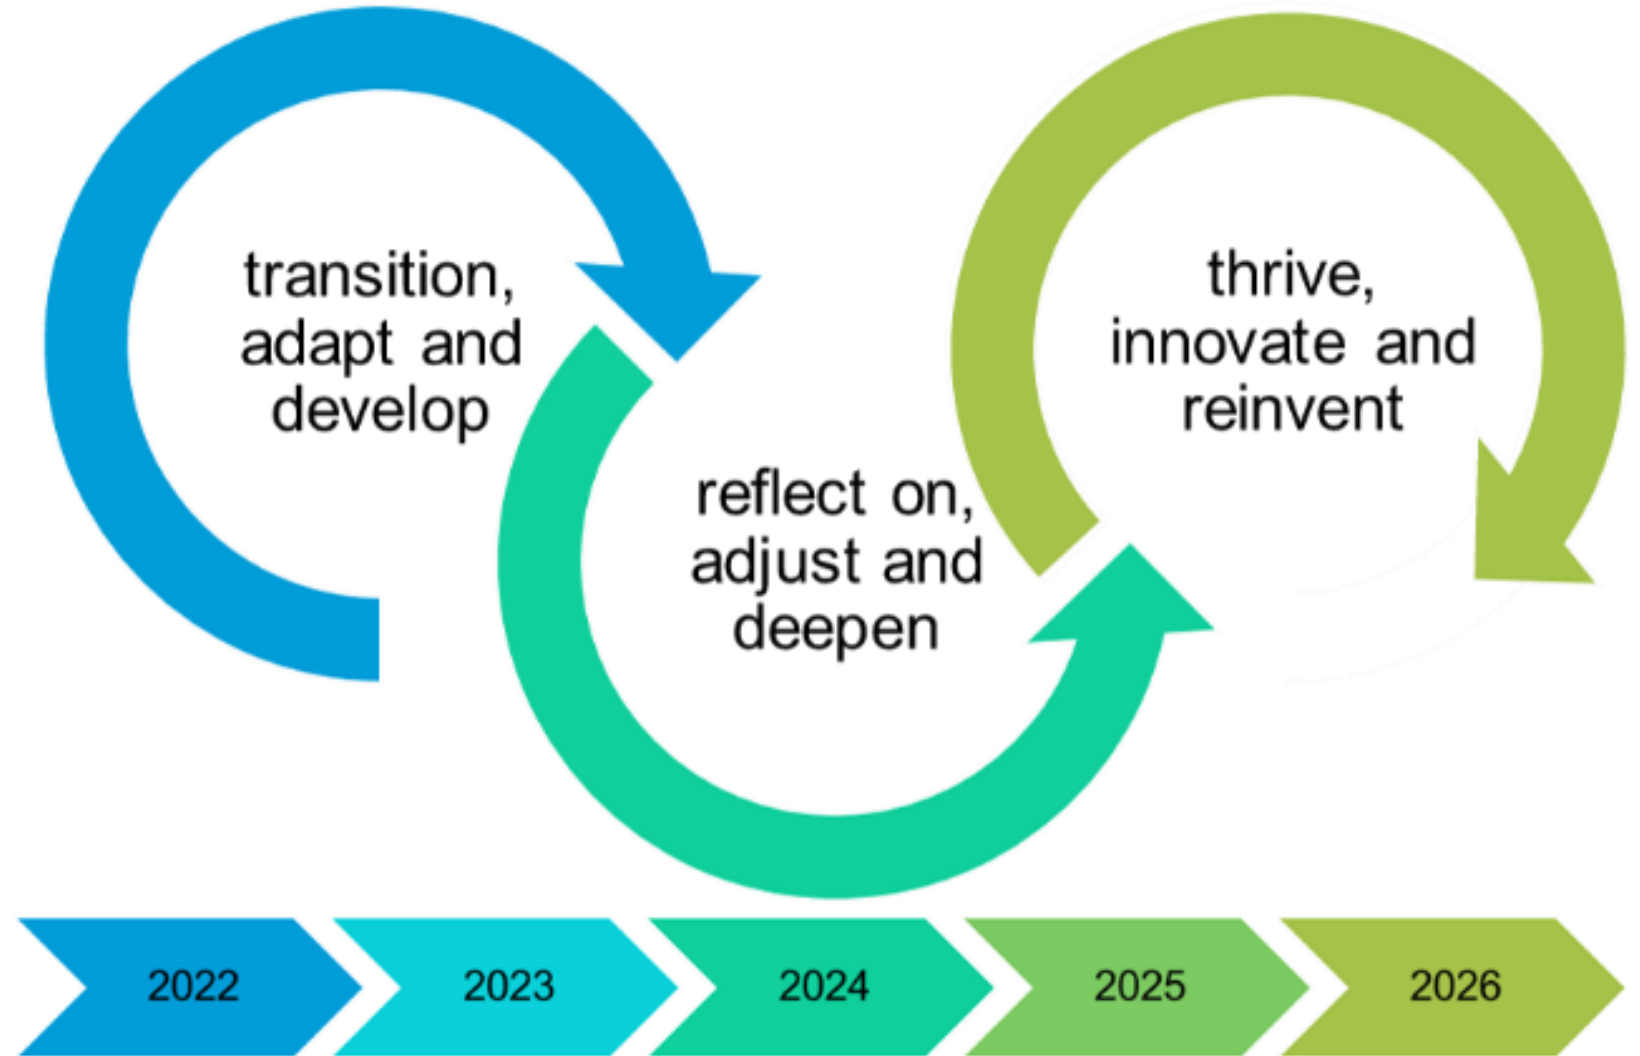 transition,
adapt and
develop
reflect on,
adjust and
deepen
thrive,
innovate and
reinvent
2022
2023
2024
2025
2026